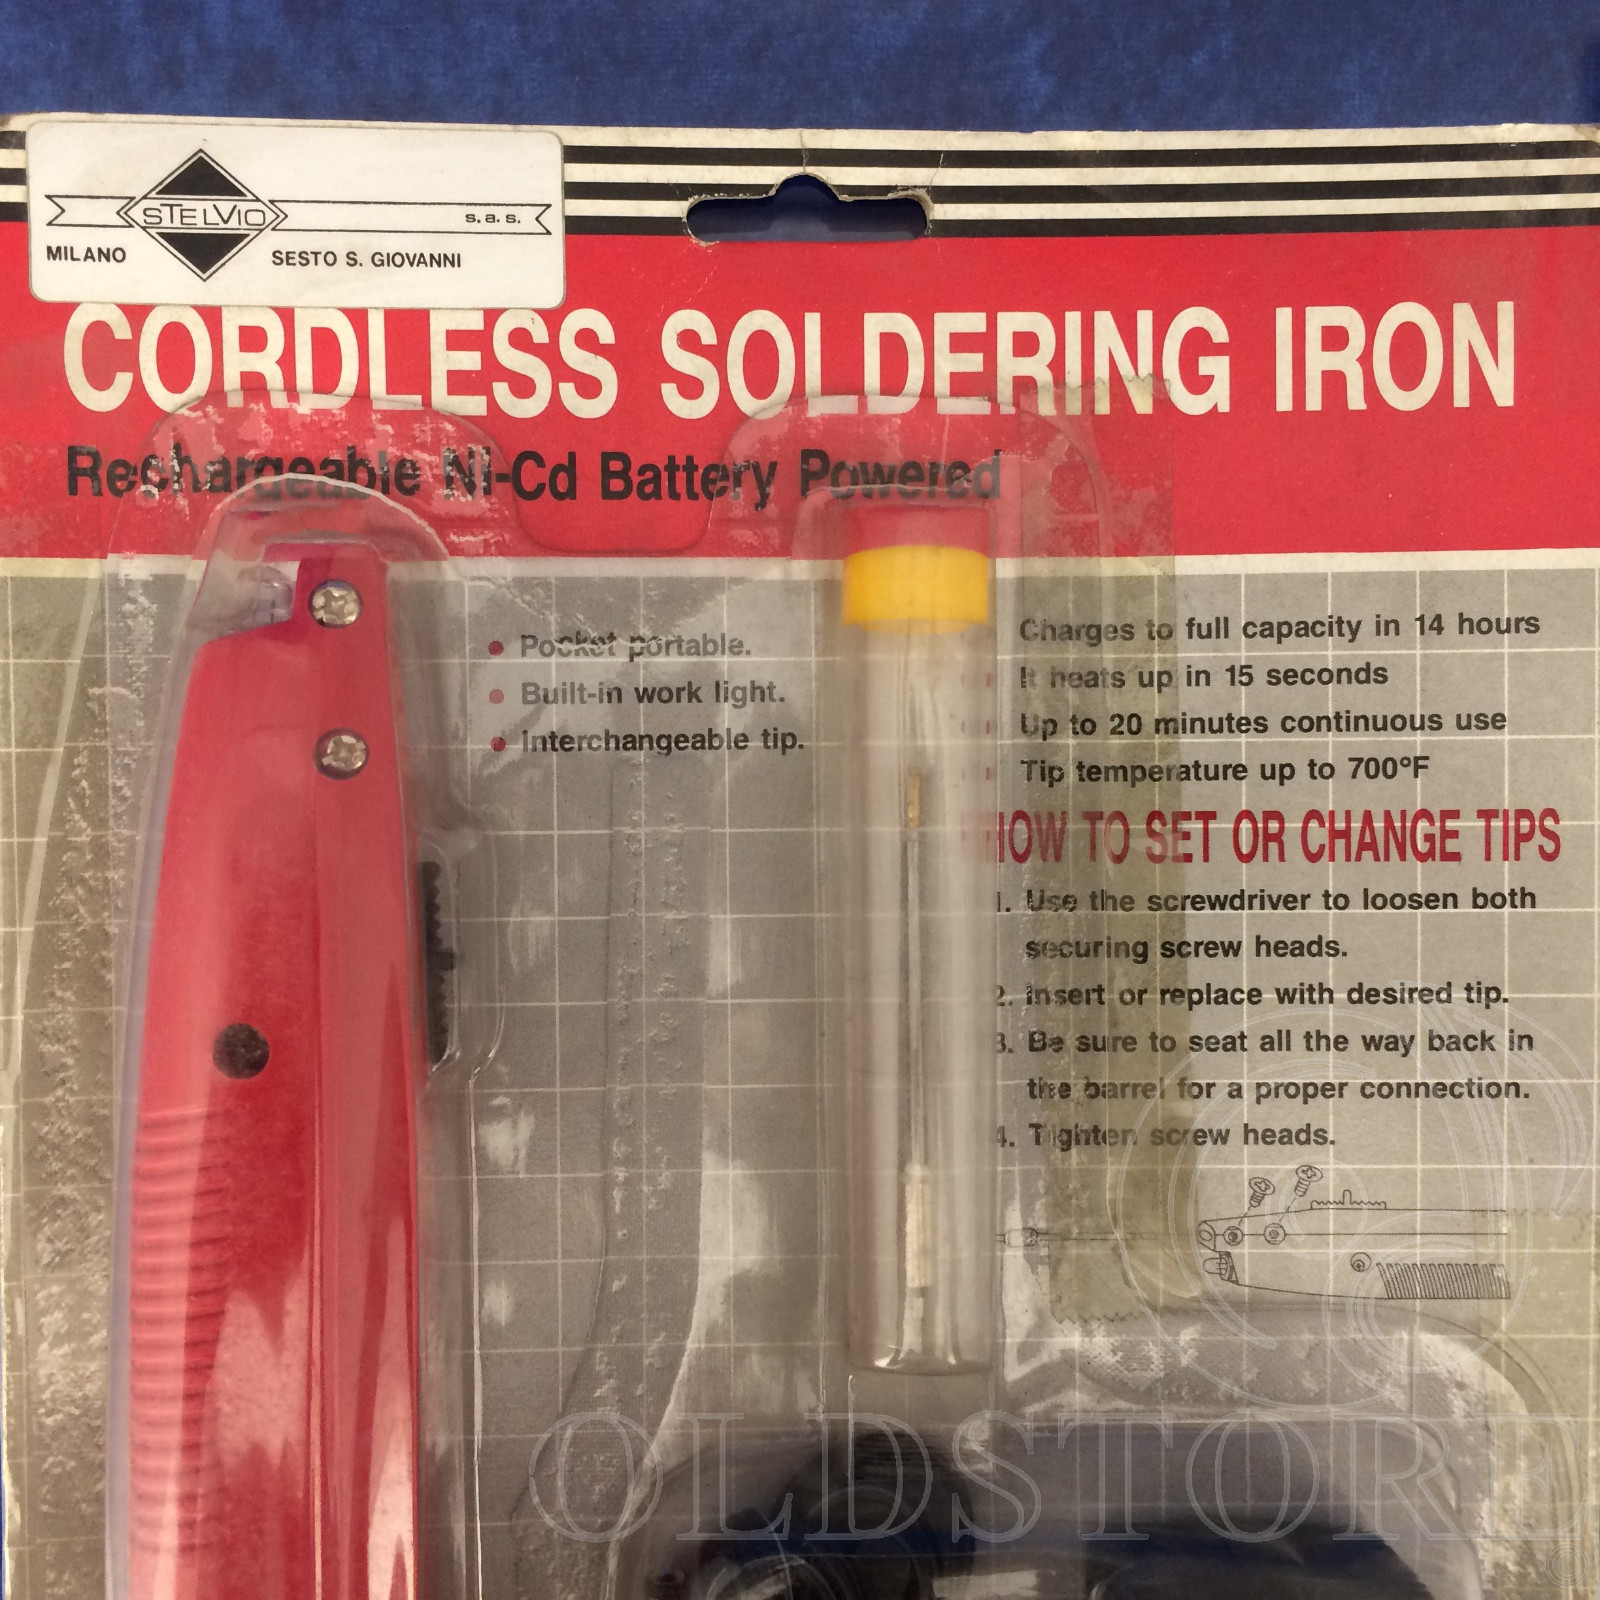 STELVIO
s.a.s.
MILANO
SESTO S. GIOVANNI
CORDLESS SOLDERING IRON
Rechargeable Ni-Cd Battery Powered
• Pocket portable.
• Built-in work light.
• Interchangeable tip.
Charges to full capacity in 14 hours
It heats up in 15 seconds
Up to 20 minutes continuous use
Tip temperature up to 700°F
HOW TO SET OR CHANGE TIPS
1. Use the screwdriver to loosen both
securing screw heads.
2. Insert or replace with desired tip.
3. Be sure to seat all the way back in
the barrel for a proper connection.
4. Tighten screw heads.
OLDSTORE